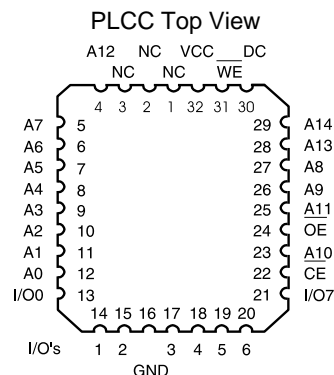 PLCC Top View
A12 NC VCC DC
NC NC WE
4 3 2 1 32 31 30
A7 5 29 A14
A6 6 28 A13
A5 7 27 A8
A4 8 26 A9
A3 9 25 A11
A2 10 24 OE
A1 11 23 A10
A0 12 22 CE
I/O0 13 21 I/O7
14 15 16 17 18 19 20
I/O's 1 2 3 4 5 6
GND